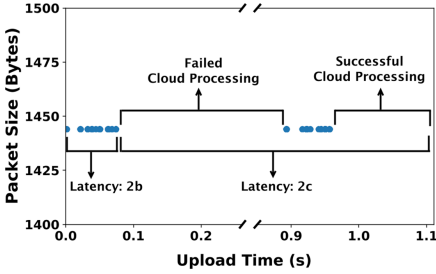 1500
1475
1450
1425
1400
Packet Size (Bytes)
Failed
Cloud Processing
Successful
Cloud Processing
Latency: 2b
Latency: 2c
0.0
0.1
0.2
0.9
1.0
1.1
Upload Time (s)